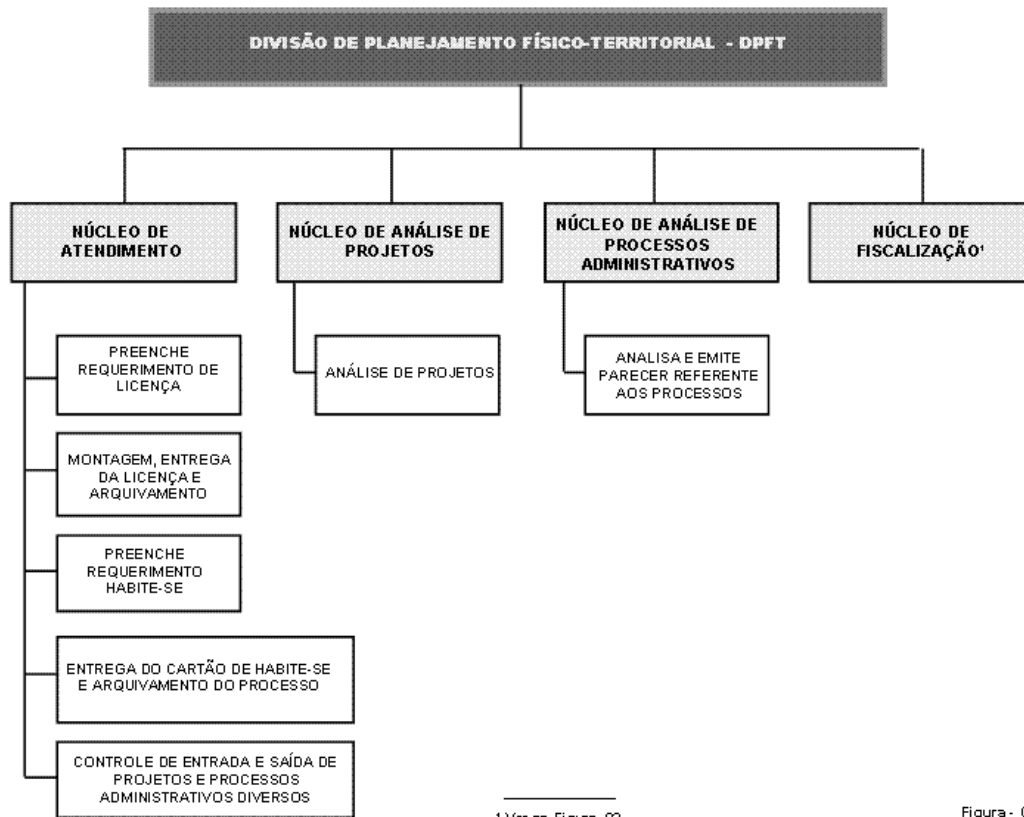 DIVISÃO DE PLANEJAMENTO FÍSICO-TERRITORIAL - DPFT
NÚCLEO DE
ATENDIMENTO
NÚCLEO DE ANÁLISE DE
PROJETOS
NÚCLEO DE ANÁLISE DE
PROCESSOS
ADMINISTRATIVOS
NÚCLEO DE
FISCALIZAÇÃO¹
PREENCHE
REQUERIMENTO DE
LICENÇA
MONTAGEM, ENTREGA
DA LICENÇA E
ARQUIVAMENTO
PREENCHE
REQUERIMENTO
HABITE-SE
ENTREGA DO CARTÃO DE HABITE-SE
E ARQUIVAMENTO DO PROCESSO
CONTROLE DE ENTRADA E SAÍDA DE
PROJETOS E PROCESSOS
ADMINISTRATIVOS DIVERSOS
ANÁLISE DE PROJETOS
ANALISA E EMITE
PARECER REFERENTE
AOS PROCESSOS
Figura -